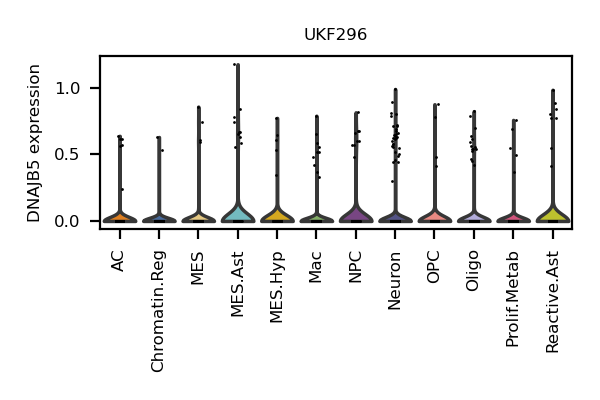 UKF296
DNAJB5 expression
1.0
0.5
0.0
AC
Chromatin.Reg
MES
MES.Ast
MES.Hyp
Mac
NPC
Neuron
OPC
Oligo
Prolif.Metab
Reactive.Ast